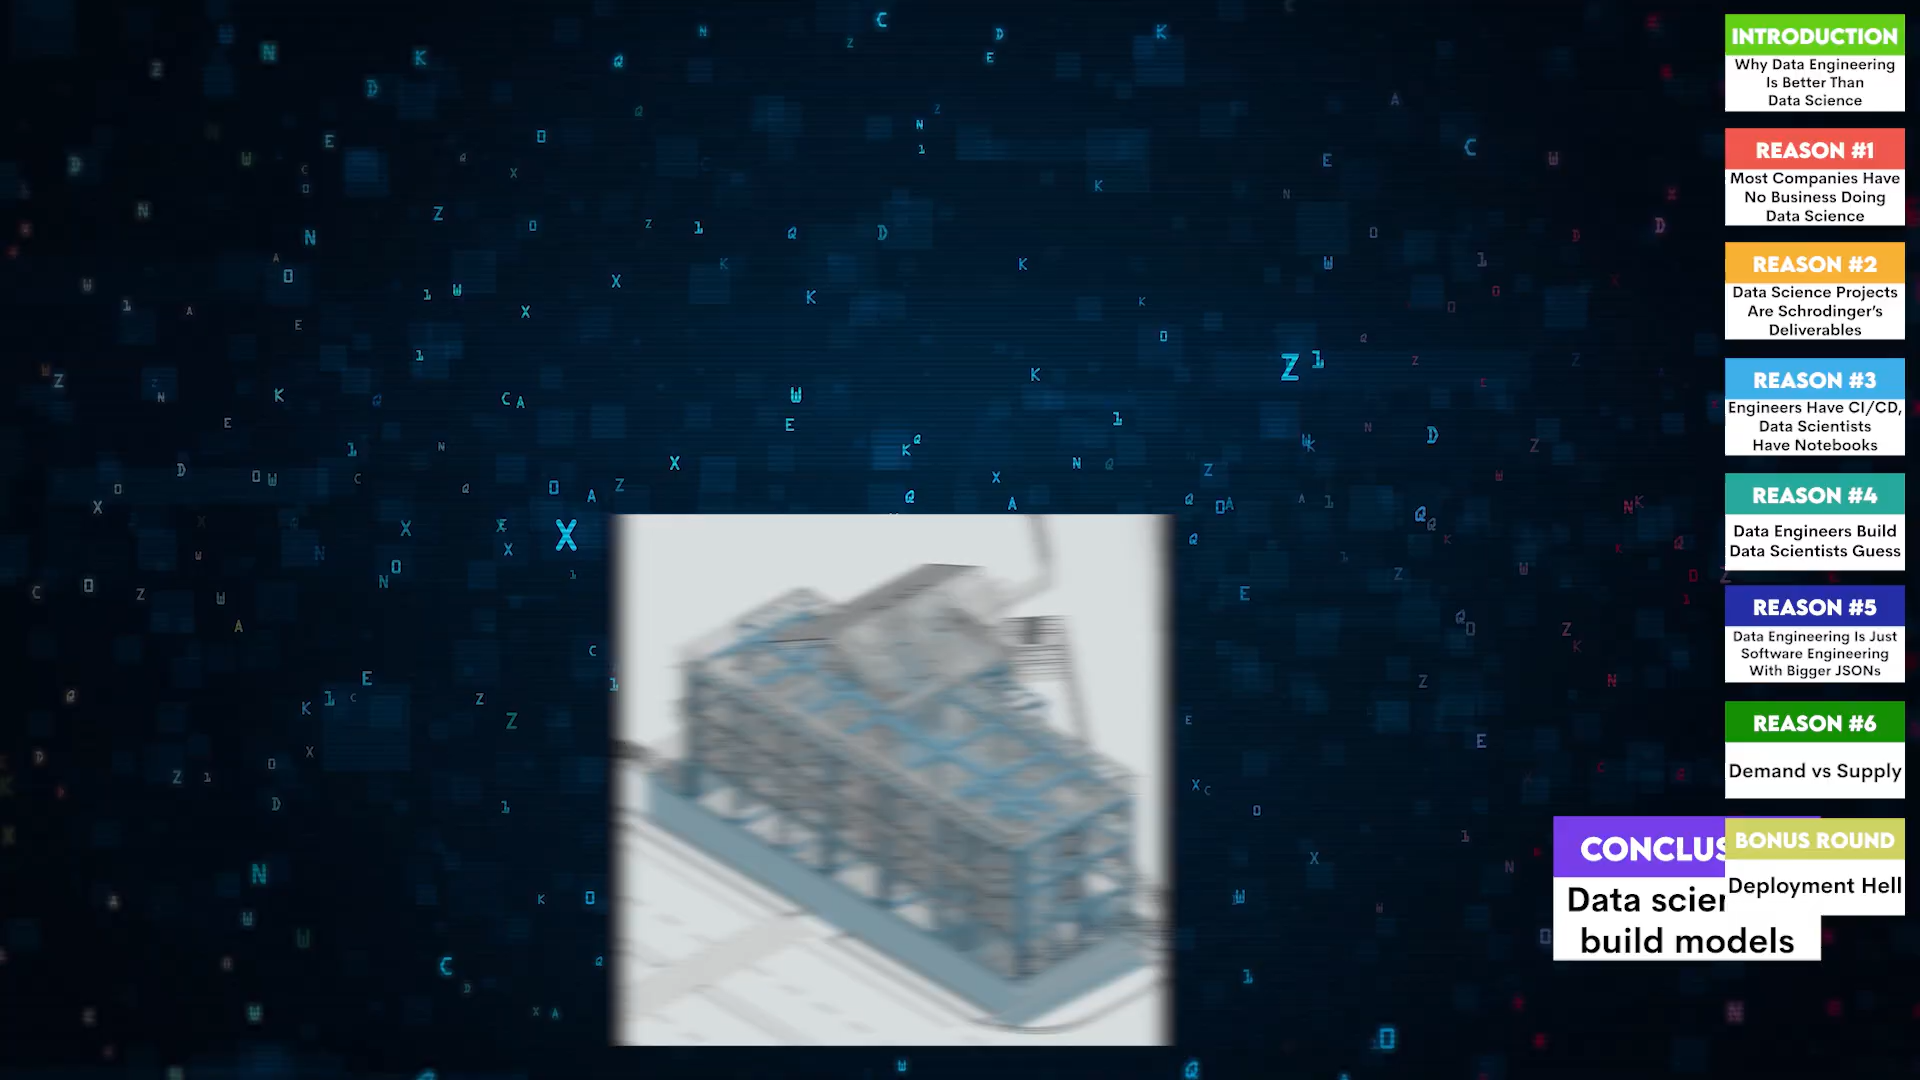 INTRODUCTION
Why Data Engineering
Is Better Than
Data Science
REASON #1
Most Companies Have
No Business Doing
Data Science
REASON #2
Data Science Projects
Are Schrodinger's
Deliverables
REASON #3
Engineers Have CI/CD,
Data Scientists
Have Notebooks
REASON #4
Data Engineers Build
Data Scientists Guess
REASON #5
Data Engineering Is Just
Software Engineering
With Bigger JSONs
REASON #6
Demand vs Supply
BONUS ROUND
Deployment Hell
Data
build models